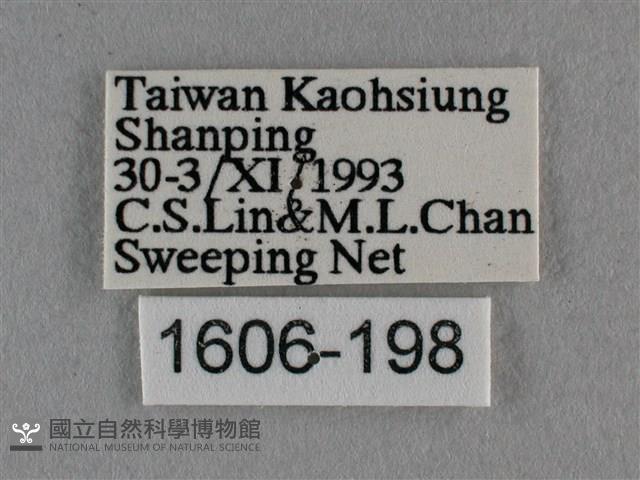 Taiwan Kaohsiung
Shanping
30-3/XI/1993
C.S.Lin&M.L.Chan
Sweeping Net
1606-198
國立自然科學博物館
NATIONAL MUSEUM OF NATURAL SCIENCE